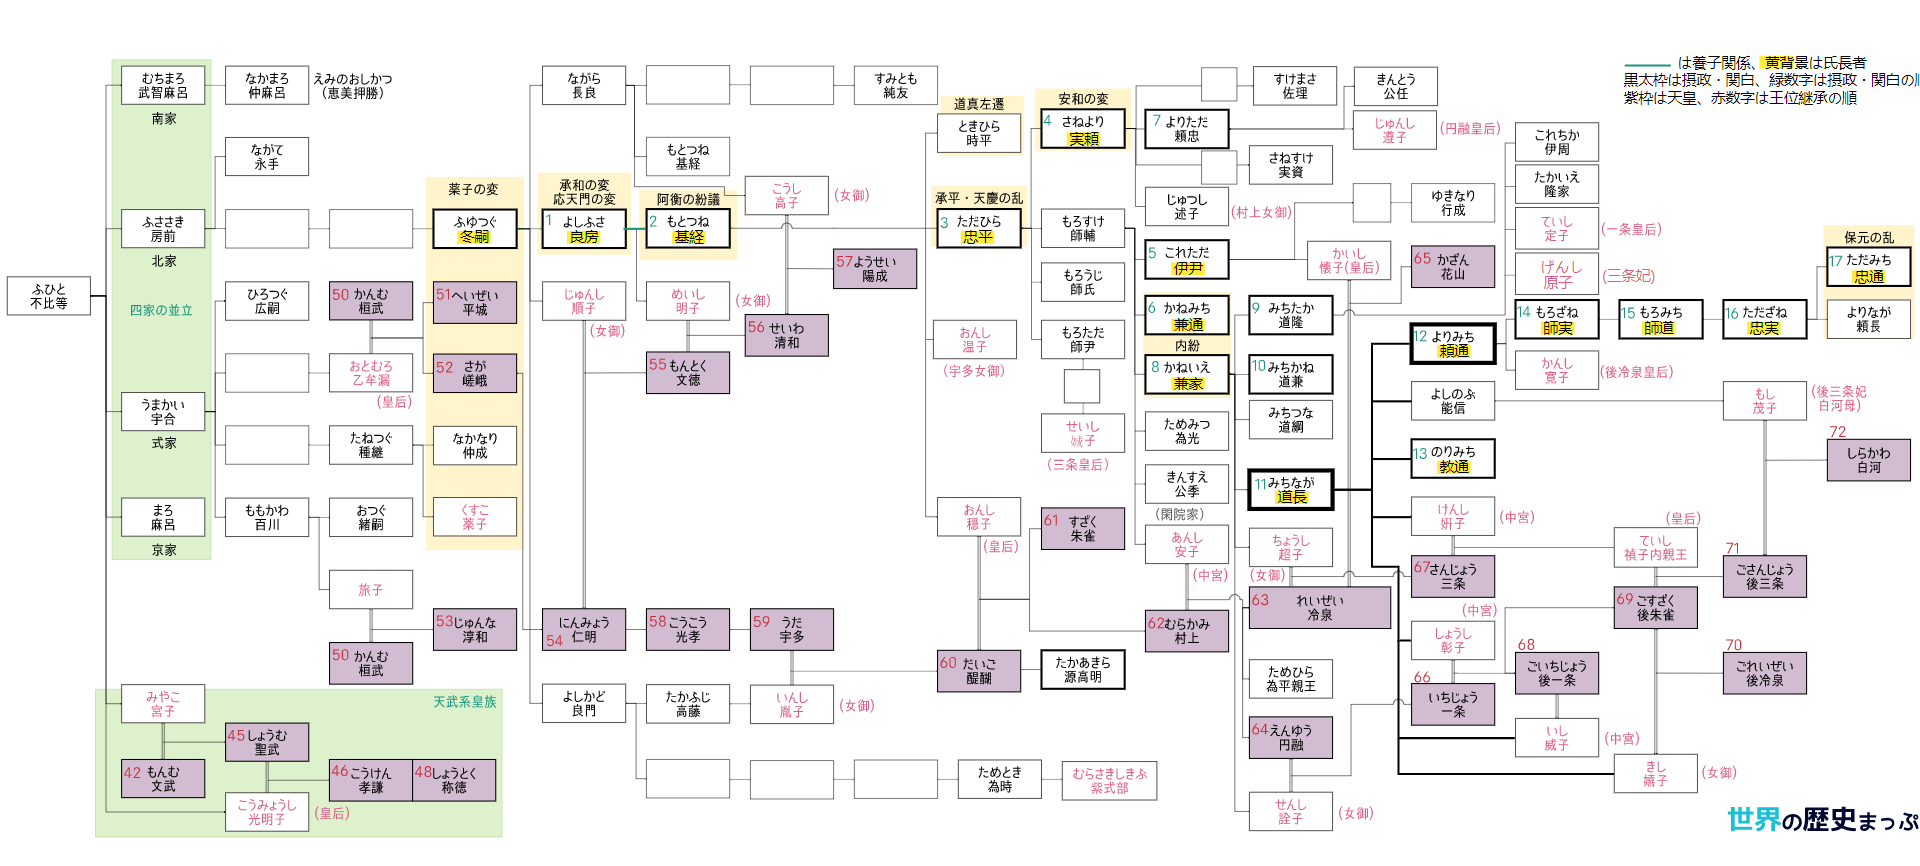 は養子関係、黄背景は氏長者
黒太枠は摂政・関白、緑数字は摂政・関白の順
紫枠は天皇、赤数字は王位継承の順
ふひと
不比等
むちまろ
武智麻呂
南家
ふささき
房前
北家
四家の並立
うまかい
宇合
式家
まろ
麻呂
京家
なかまろ
仲麻呂
えみのおしかつ
(恵美押勝)
ながて
永手
ひろつぐ
広嗣
50 かんむ
桓武
おとむろ
乙牟漏
(皇后)
たねつぐ
種継
ももかわ
百川
おつぐ
緒嗣
旅子
50 かんむ
桓武
薬子の変
ふゆつぐ
冬嗣
51 へいぜい
平城
52 さが
嵯峨
なかなり
仲成
くすこ
薬子
53 じゅんな
淳和
天武系皇族
みやこ
宮子
42 もんむ
文武
45 しょうむ
聖武
こうみょうし
光明子
(皇后)
46 こうけん
孝謙
48 しょうとく
称徳
ながら
長良
承和の変
応天門の変
1 よしふさ
良房
じゅんし
順子
(女御)
にんみょう
54 仁明
よしかど
良門
もとつね
基経
阿衡の紛議
2 もとつね
基経
めいし
明子
(女御)
55 もんとく
文徳
58 こうこう
光孝
たかふじ
高藤
こうし
高子
(女御)
56 せいわ
清和
59 うだ
宇多
いんし
胤子
(女御)
すみとも
純友
57 ようせい
陽成
道真左遷
ときひら
時平
承平・天慶の乱
3 ただひら
忠平
おんし
温子
(宇多女御)
おんし
穏子
(皇后)
60 だいご
醍醐
ためとき
為時
安和の変
4 さねより
実頼
もろすけ
師輔
もろうじ
師氏
もろただ
師尹
せいし
娍子
(三条皇后)
61 すざく
朱雀
たかあきら
源高明
むらさきしきぶ
紫式部
7 よりただ
頼忠
じゅつし
述子
(村上女御)
5 これただ
伊尹
6 かねみち
兼通
内紛
8 かねいえ
兼家
ためみつ
為光
きんすえ
公季
(閑院家)
あんし
安子
(中宮)
62 むらかみ
村上
すけまさ
佐理
さねすけ
実資
かいし
懐子(皇后)
9 みちたか
道隆
10 みちかね
道兼
みちつな
道綱
11 みちなが
道長
ちょうし
超子
(女御)
63 れいぜい
冷泉
ためひら
為平親王
64 えんゆう
円融
せんし
詮子
(女御)
きんとう
公任
じゅんし
遵子
(円融皇后)
ゆきなり
行成
65 かざん
花山
12 よりみち
頼通
よしのぶ
能信
13 のりみち
教通
けんし
妍子
(中宮)
67 さんじょう
三条
(中宮)
しょうし
彰子
66
いちじょう
一条
これちか
伊周
たかいえ
隆家
ていし
定子
(一条皇后)
げんし
原子
(三条妃)
14 もろざね
師実
かんし
寛子
(後冷泉皇后)
68
ごいちじょう
後一条
いし
威子
(中宮)
15 もろみち
師通
(皇后)
ていし
禎子内親王
69 ごすざく
後朱雀
きし
嬉子
(女御)
16 ただざね
忠実
もし
茂子
(後三条妃
白河母)
71
ごさんじょう
後三条
70
ごれいぜい
後冷泉
保元の乱
17 ただみち
忠通
よりなが
頼長
72
しらかわ
白河
世界の歴史まっぷ